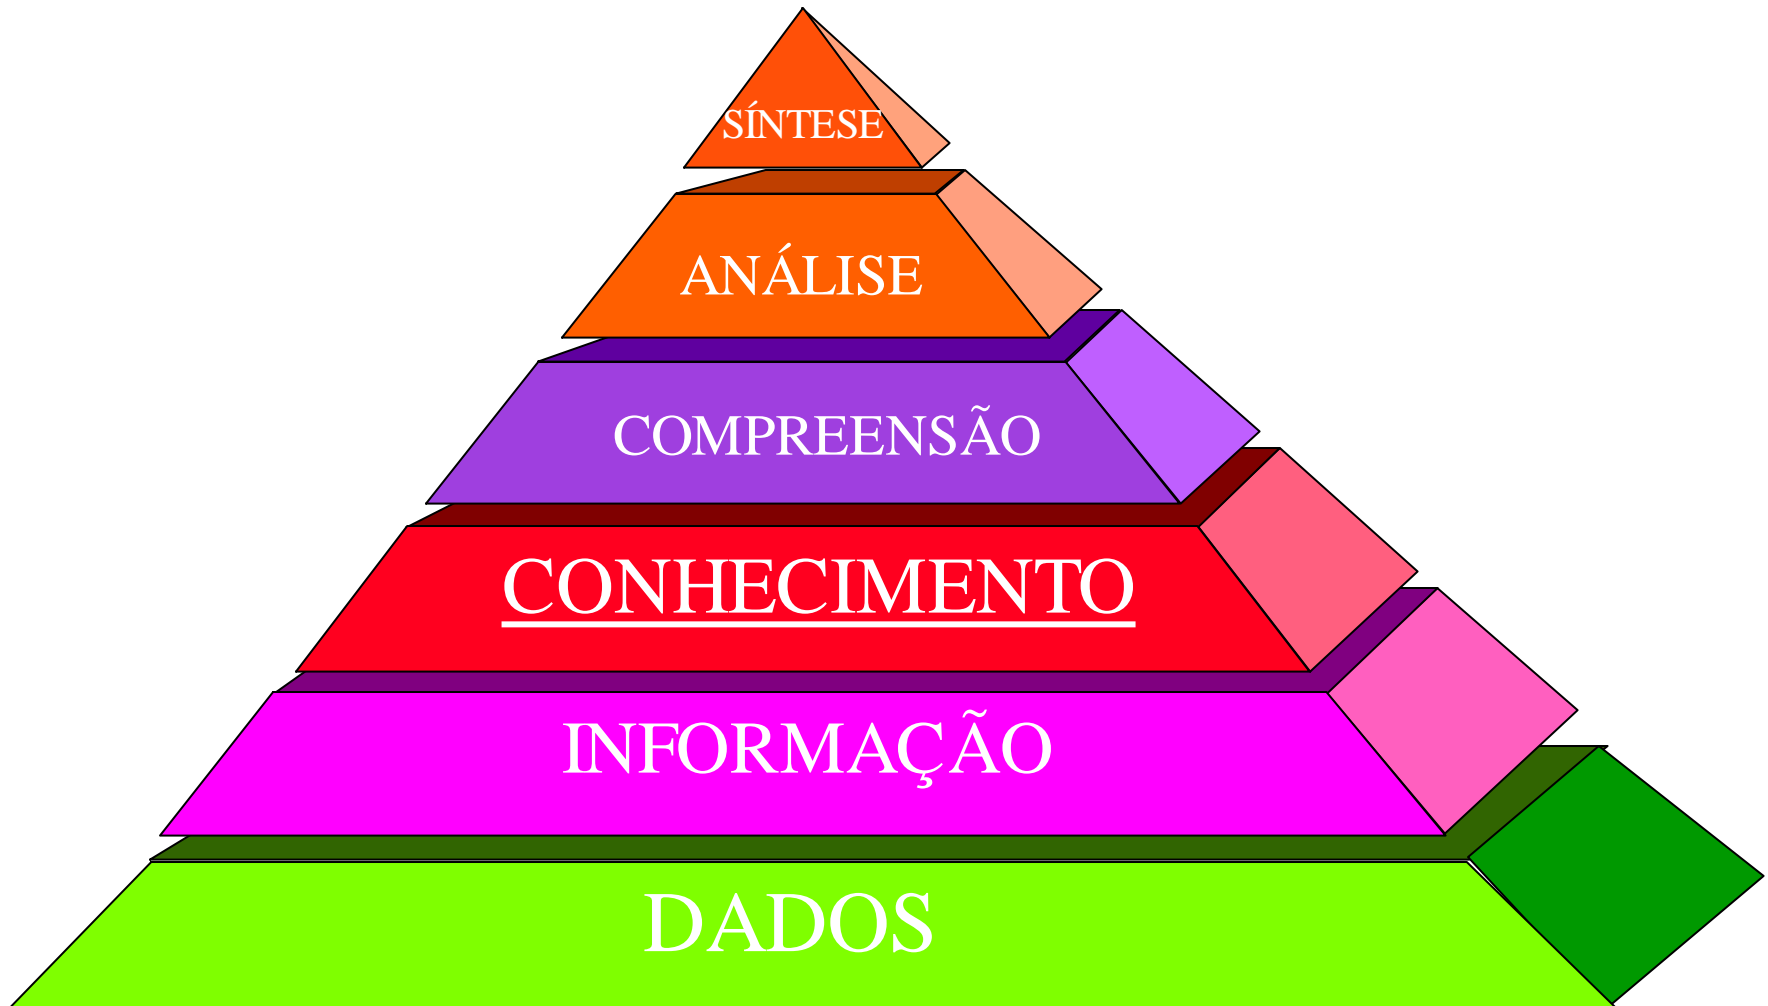 SÍNTESE
ANÁLISE
COMPREENSÃO
CONHECIMENTO
INFORMAÇÃO
DADOS